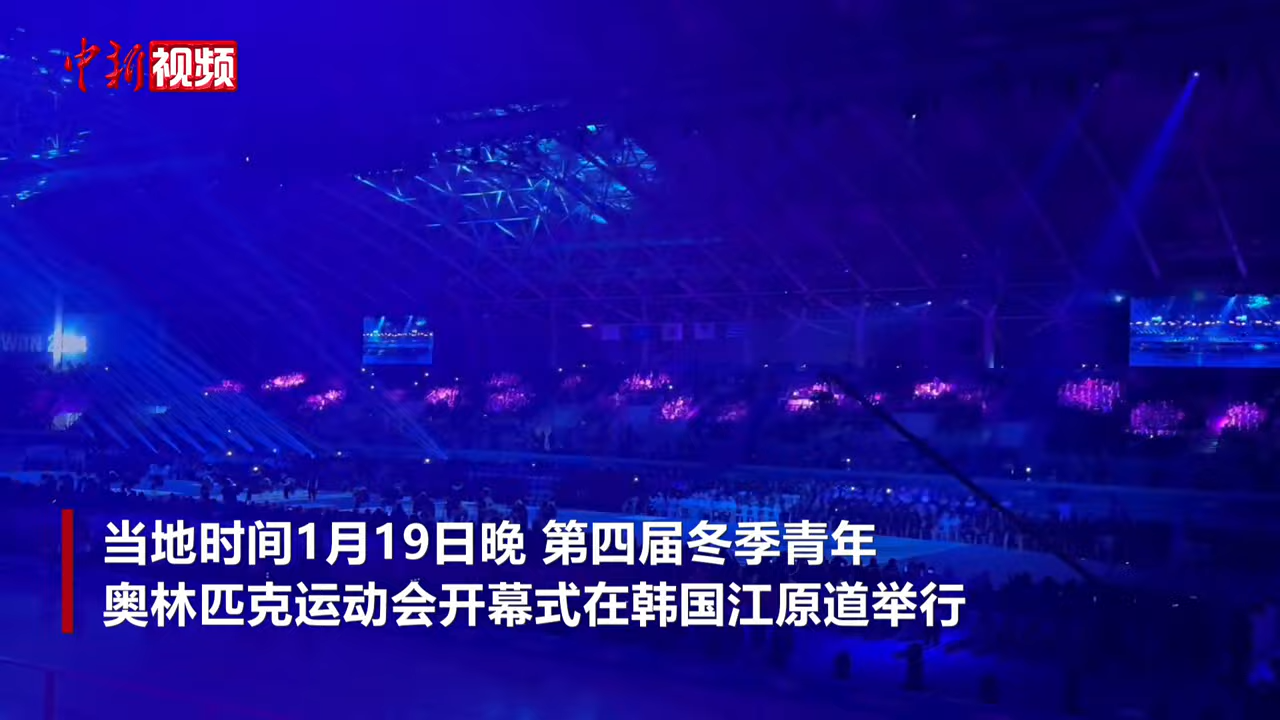 中新视频
当地时间1月19日晚 第四届冬季青年
奥林匹克运动会开幕式在韩国江原道举行